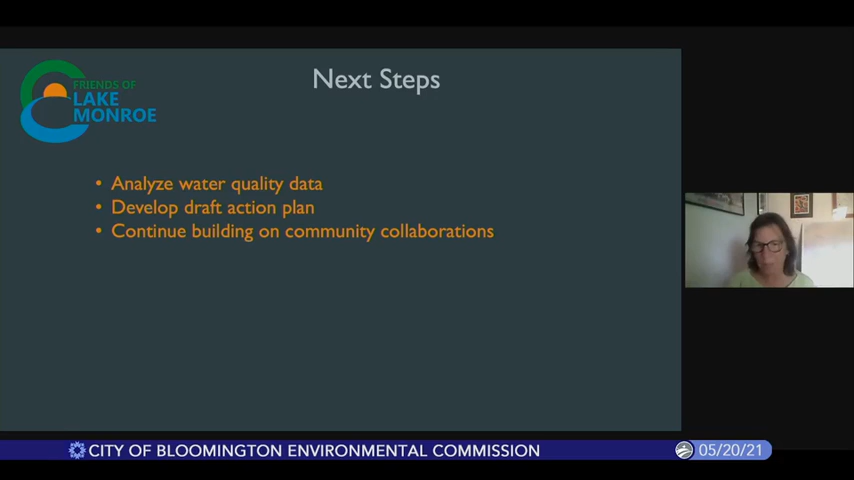 FRIENDS OF
LAKE
MONROE
Next Steps
• Analyze water quality data
• Develop draft action plan
• Continue building on community collaborations
CITY OF BLOOMINGTON ENVIRONMENTAL COMMISSION
05/20/21